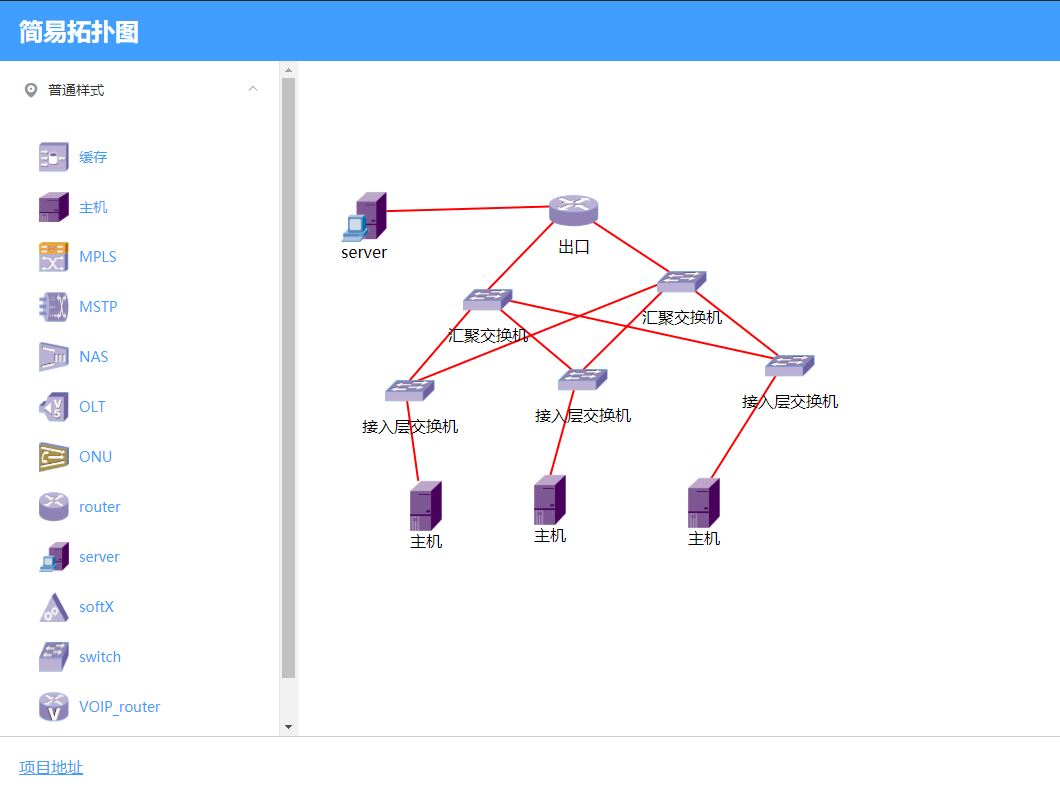 简易拓扑图
普通样式
缓存
主机
MPLS
MSTP
NAS
OLT
ONU
router
server
softX
switch
VOIP_router
server
出口
汇聚交换机
汇聚交换机
接入层交换机
接入层交换机
接入层交换机
主机
主机
主机
项目地址